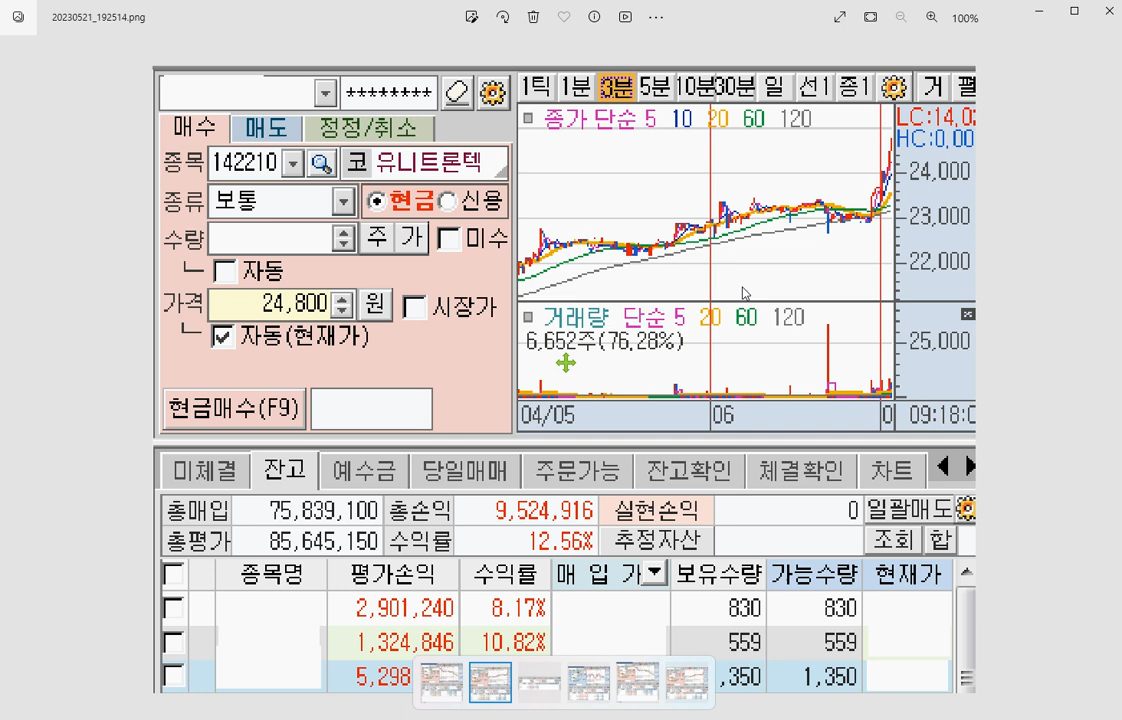 20230521_192514.png
100%
********
1틱 1분 3분 5분 10분 30분 일 선1 종1 거
매수 매도 정정/취소
종가 단순 5 10 20 60 120
LC:14,0
HC:0,00
종목 142210 코 유니트론텍
24,000
종류 보통 현금 신용
23,000
수량 주 가 미수
자동
22,000
가격 24,800 원 시장가
거래량 단순 5 20 60 120
자동(현재가)
6,652주(76,28%)
25,000
현금매수(F9)
04/05 06 09:18:0
미체결 잔고 예수금 당일매매 주문가능 잔고확인 체결확인 차트
총매입 75,839,100 총손익 9,524,916 실현손익 0 일괄매도
총평가 85,645,150 수익률 12.56% 추정자산 조회 합
종목명 평가손익 수익률 매 입 가 보유수량 가능수량 현재가
2,901,240 8.17% 830 830
1,324,846 10.82% 559 559
5,298 ,350 1,350